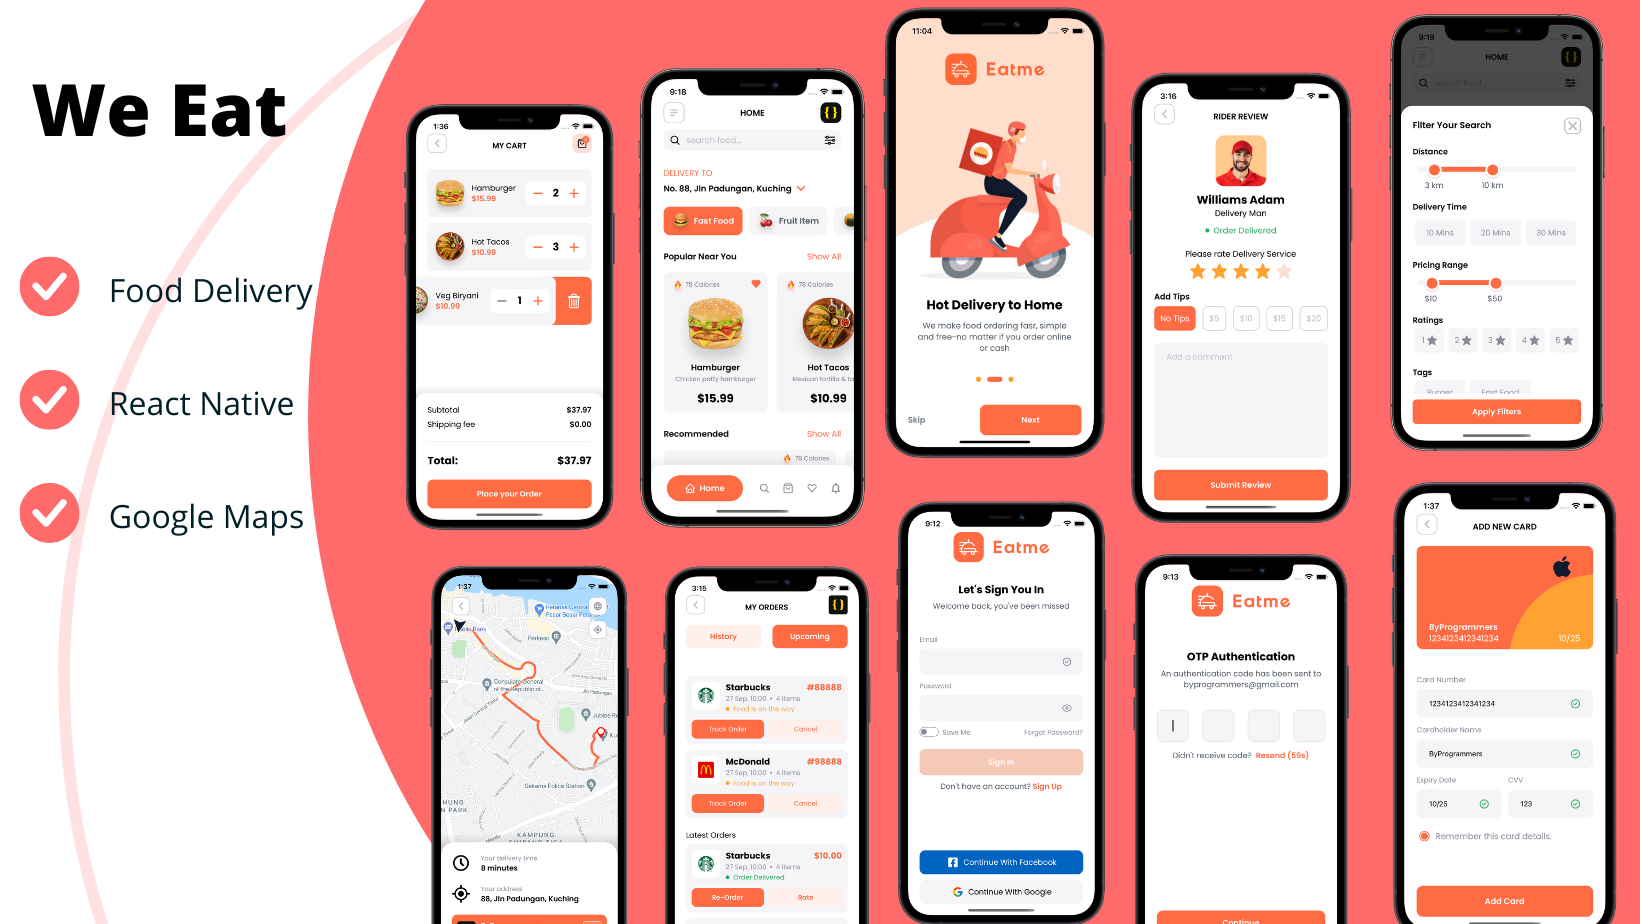 We Eat
Food Delivery
React Native
Google Maps
1:36
MY CART
Hamburger
$15.99
2
Hot Tacos
$10.99
3
Veg Biryani
$10.99
1
Subtotal $37.97
Shipping fee $0.00
Total: $37.97
Place your Order
9:18
HOME
{ }
search food...
DELIVERY TO
No. 88, Jln Padungan, Kuching
Fast Food
Fruit Item
Popular Near You Show All
78 Calories
78 Calories
Hamburger
Chicken patty hamburger
$15.99
Hot Tacos
Mexican tortilla & ta
$10.99
Recommended Show All
78 Calories
Home
11:04
Eatme
Hot Delivery to Home
We make food ordering fasr, simple
and free-no matter if you order online
or cash
Skip
Next
3:16
RIDER REVIEW
Williams Adam
Delivery Man
Order Delivered
Please rate Delivery Service
Add Tips
No Tips $5 $10 $15 $20
Add a comment
Submit Review
9:19
HOME
{ }
search food...
Filter Your Search
Distance
3 km 10 km
Delivery Time
10 Mins 20 Mins 30 Mins
Pricing Range
$10 $50
Ratings
1 2 3 4 5
Tags
Burger Fast Food
Apply Filters
1:37
Petanak Central
Pasar Besar Petanak
Public Bank
Perkeso
Consulate General
of the Republic of..
Jln Padungan
Jalan Central Timur
Jublee Re
Ku
Sekama Police Station
HUNG
N PARK
KAMPUNG
Your delivery time
8 minutes
Your address
88, Jln Padungan, Kuching
3:15
MY ORDERS
{ }
History
Upcoming
Starbucks #88888
27 Sep, 10:00 • 4 items
Food is on the way
Track Order
Cancel
McDonald #98888
27 Sep, 10:00 • 4 items
Food is on the way
Track Order
Cancel
Latest Orders
Starbucks $10.00
27 Sep, 10:00 • 4 items
Order Delivered
Re-Order
Rate
9:12
Eatme
Let's Sign You In
Welcome back, you've been missed
Email
Password
Save Me
Forgot Password?
Sign In
Don't have an account? Sign Up
Continue With Facebook
Continue With Google
9:13
Eatme
OTP Authentication
An authentication code has been sent to
byprogrammers@gmail.com
Didn't receive code? Resend (59s)
Continue
1:37
ADD NEW CARD
ByProgrammers
1234123412341234 10/25
Card Number
1234123412341234
Cardholder Name
ByProgrammers
Expiry Date CVV
10/25 123
Remember this card details.
Add Card